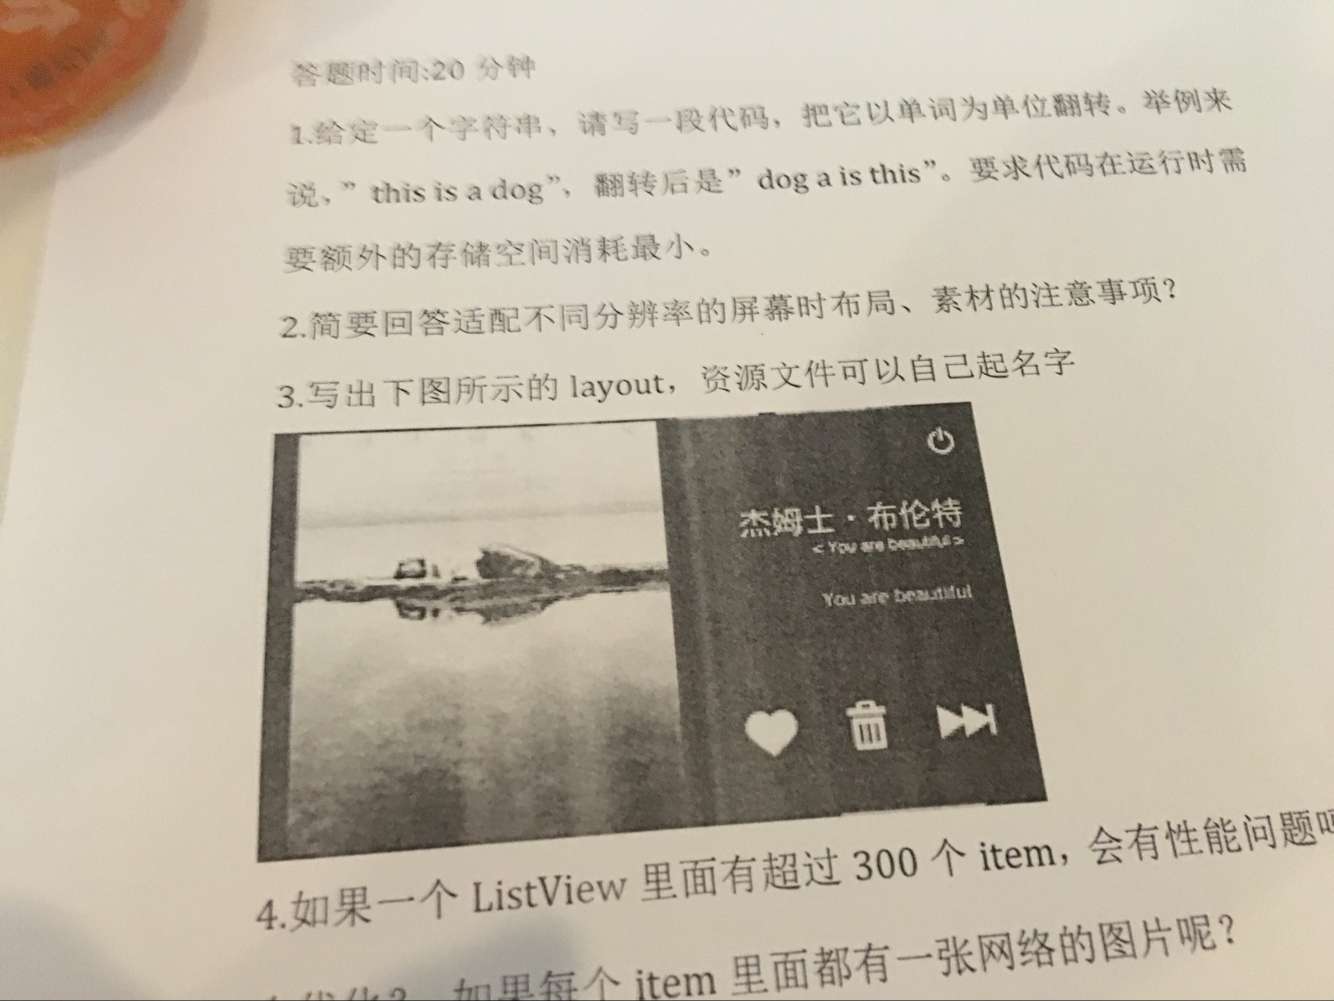 答题时间:20 分钟
1.给定一个字符串，请写一段代码，把它以单词为单位翻转。举例来
说，” this is a dog”，翻转后是” dog a is this”。要求代码在运行时需
要额外的存储空间消耗最小。
2.简要回答适配不同分辨率的屏幕时布局、素材的注意事项？
3.写出下图所示的 layout，资源文件可以自己起名字
杰姆士·布伦特
< You are beautiful >
You are beautiful
4.如果一个 ListView 里面有超过 300 个 item，会有性能问题吗
优化？ 如果每个 item 里面都有一张网络的图片呢？